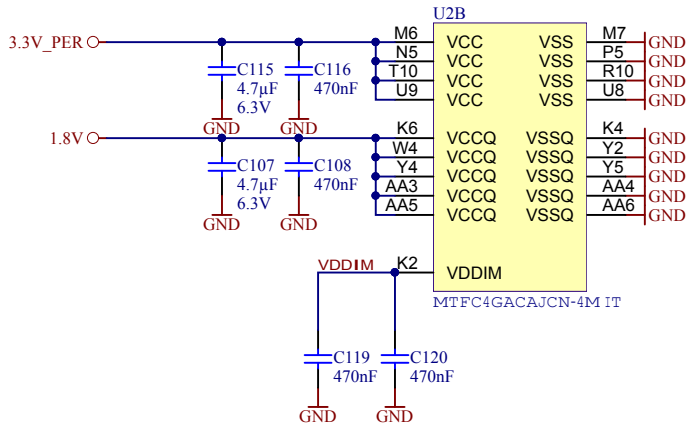 U2B
3.3V_PER
M6 VCC VSS M7 GND
N5 VCC VSS P5 GND
T10 VCC VSS R10 GND
U9 VCC VSS U8 GND
C115
4.7µF
6.3V
GND
C116
470nF
GND
1.8V
K6 VCCQ VSSQ K4 GND
W4 VCCQ VSSQ Y2 GND
Y4 VCCQ VSSQ Y5 GND
AA3 VCCQ VSSQ AA4 GND
AA5 VCCQ VSSQ AA6 GND
C107
4.7µF
6.3V
GND
C108
470nF
GND
VDDIM K2 VDDIM
MTFC4GACAJCN-4M IT
C119
470nF
GND
C120
470nF
GND